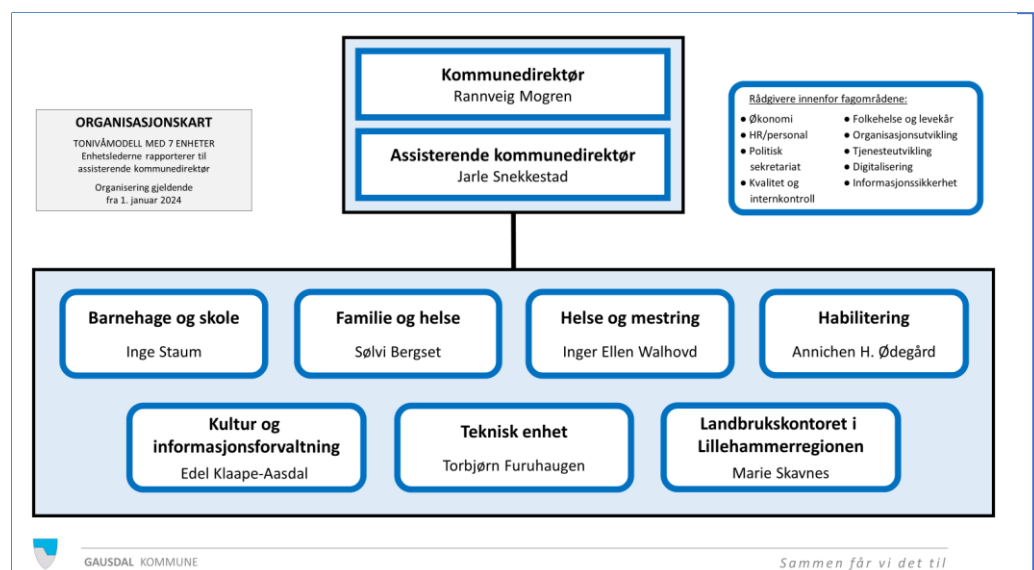 Kommunedirektør
Rannveig Mogren
Assisterende kommunedirektør
Jarle Snekkestad
ORGANISASJONSKART
TONIVÅMODELL MED 7 ENHETER
Enhetslederne rapporterer til
assisterende kommunedirektør
Organisering gjeldende
fra 1. januar 2024
Rådgivere innenfor fagområdene:
● Økonomi
● HR/personal
● Politisk
sekretariat
● Kvalitet og
internkontroll
● Folkehelse og levekår
● Organisasjonsutvikling
● Tjenesteutvikling
● Digitalisering
● Informasjonssikkerhet
Barnehage og skole
Inge Staum
Familie og helse
Sølvi Bergset
Helse og mestring
Inger Ellen Walhovd
Habilitering
Annichen H. Ødegård
Kultur og
informasjonsforvaltning
Edel Klaape-Aasdal
Teknisk enhet
Torbjørn Furuhaugen
Landbrukskontoret i
Lillehammerregionen
Marie Skavnes
GAUSDAL KOMMUNE
Sammen får vi det til